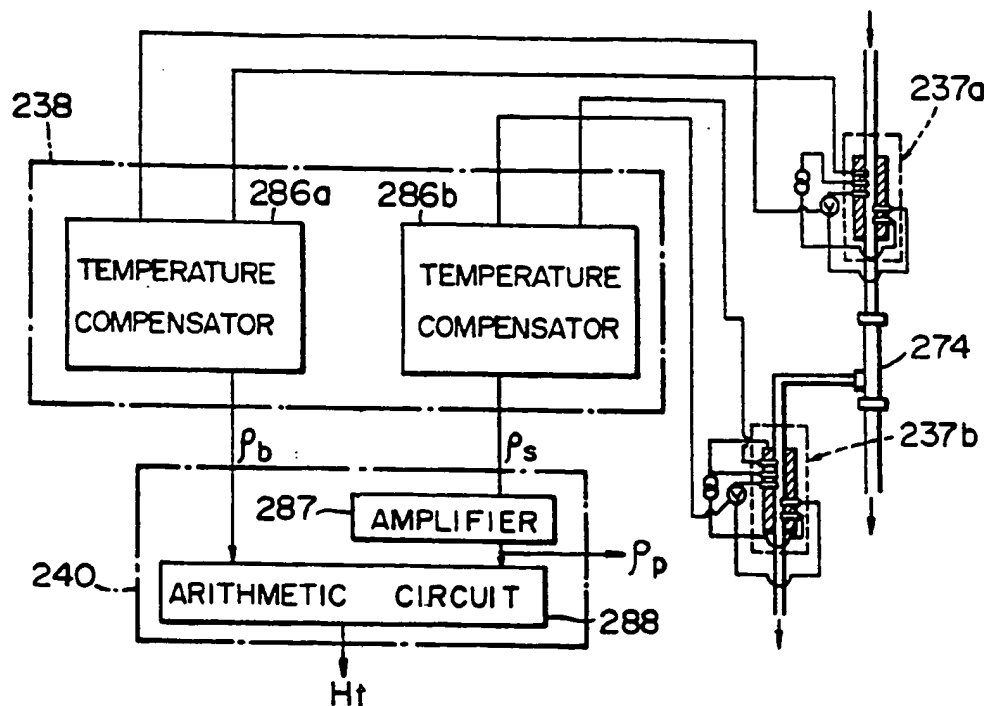 238
237a
286a
286b
TEMPERATURE
COMPENSATOR
TEMPERATURE
COMPENSATOR
V
274
237b
V
ρb
ρs
287
AMPLIFIER
ρp
240
ARITHMETIC CIRCUIT
288
Ht